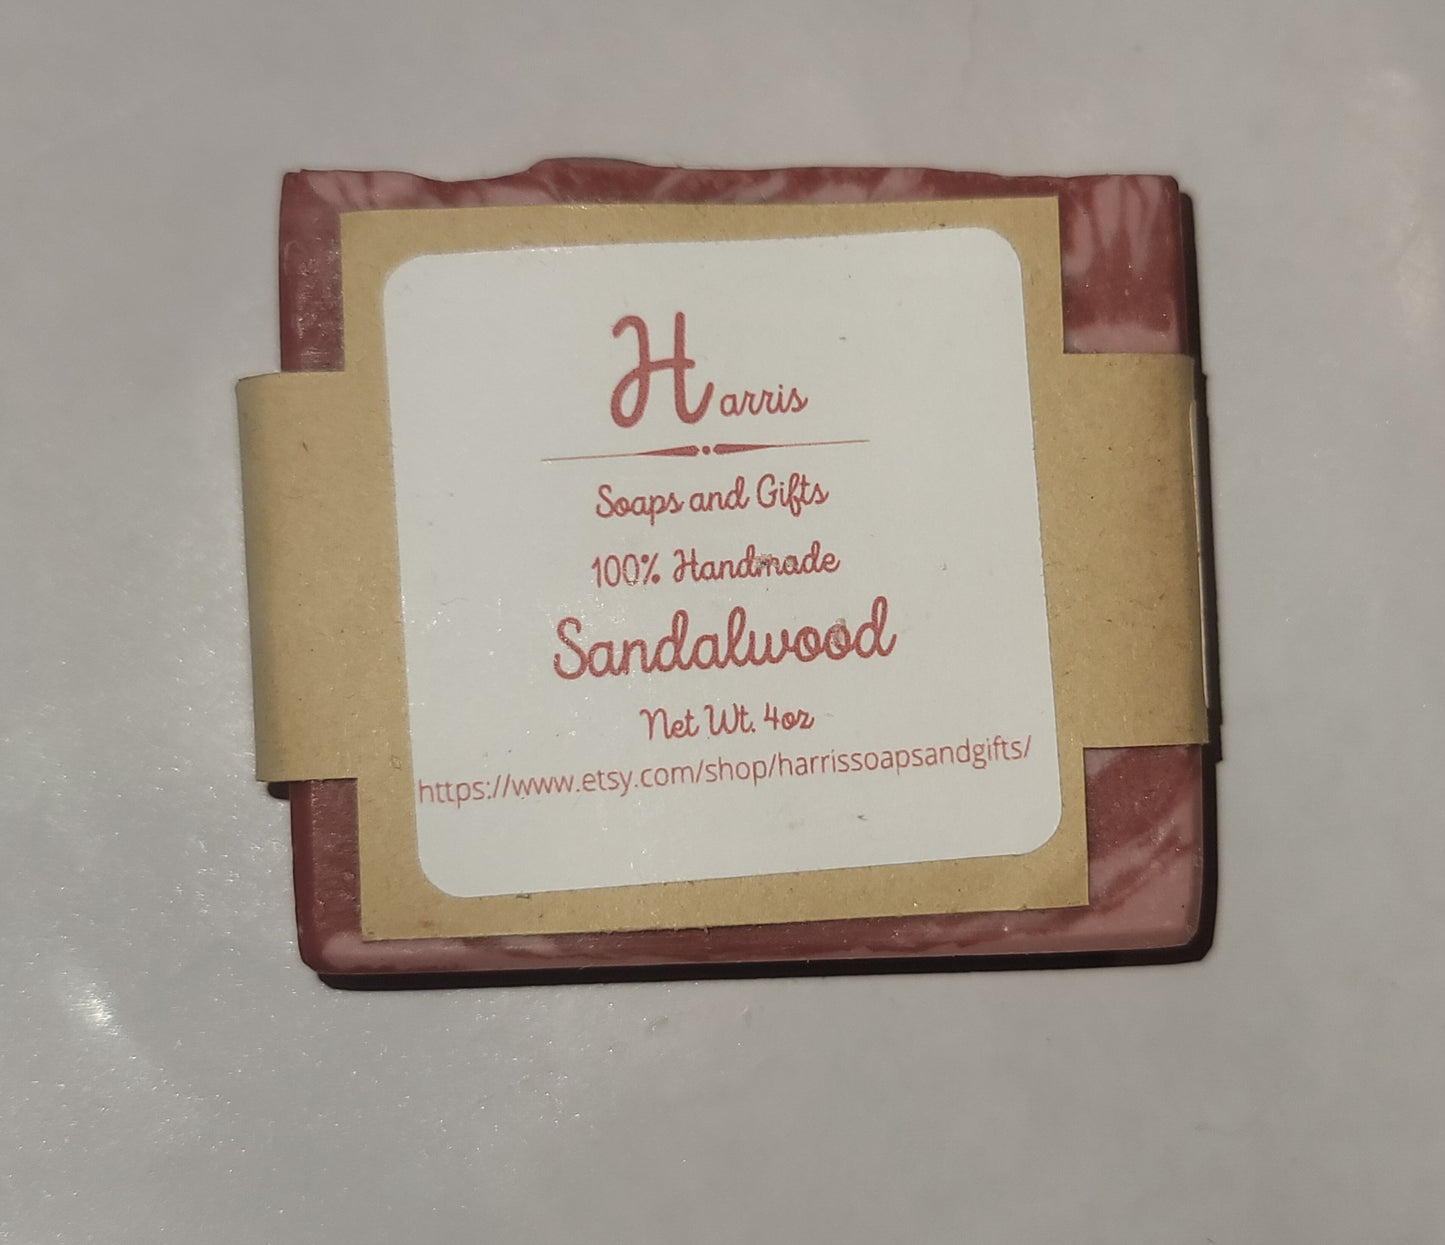 Harris
Soaps and Gifts
100% Handmade
Sandalwood
Net Wt. 4oz
https://www.etsy.com/shop/harrissoapsandgifts/